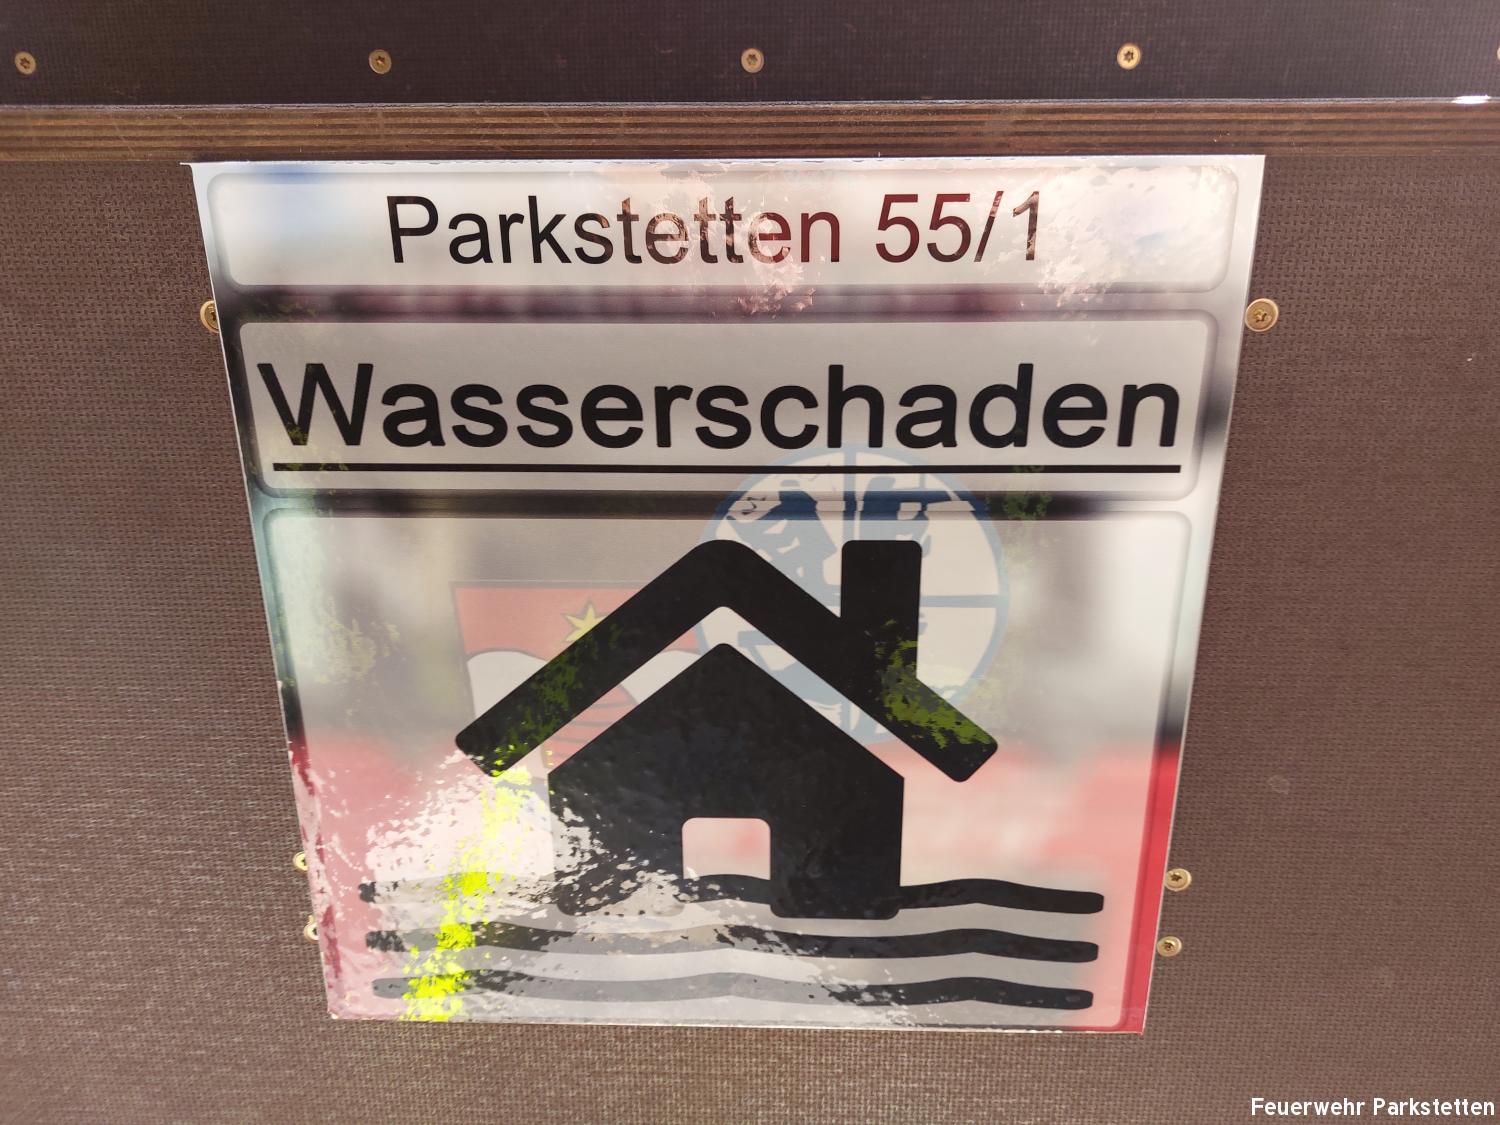 Parkstetten 55/1
Wasserschaden
Feuerwehr Parkstetten